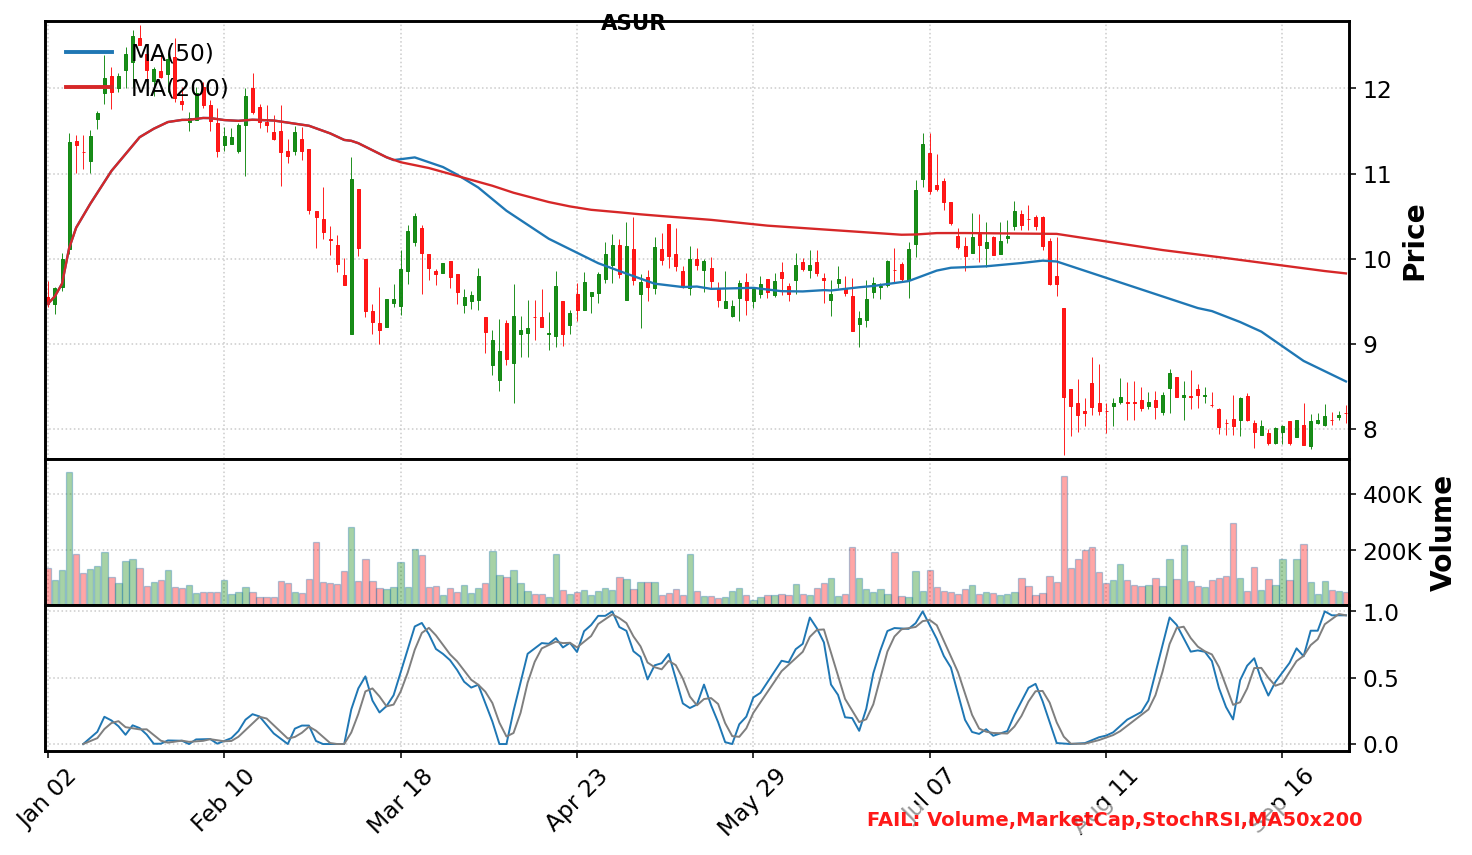 ASUR
MA(50)
MA(200)
12
11
10
9
8
Price
400K
200K
Volume
1.0
0.5
0.0
Jan 02
Feb 10
Mar 18
Apr 23
May 29
Jul 07
Aug 11
Sep 16
FAIL: Volume,MarketCap,StochRSI,MA50x200